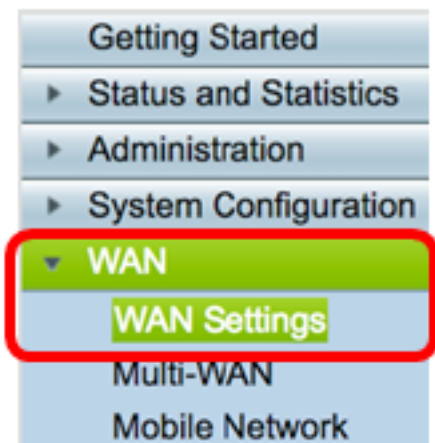 Getting Started
Status and Statistics
Administration
System Configuration
WAN
WAN Settings
Multi-WAN
Mobile Network